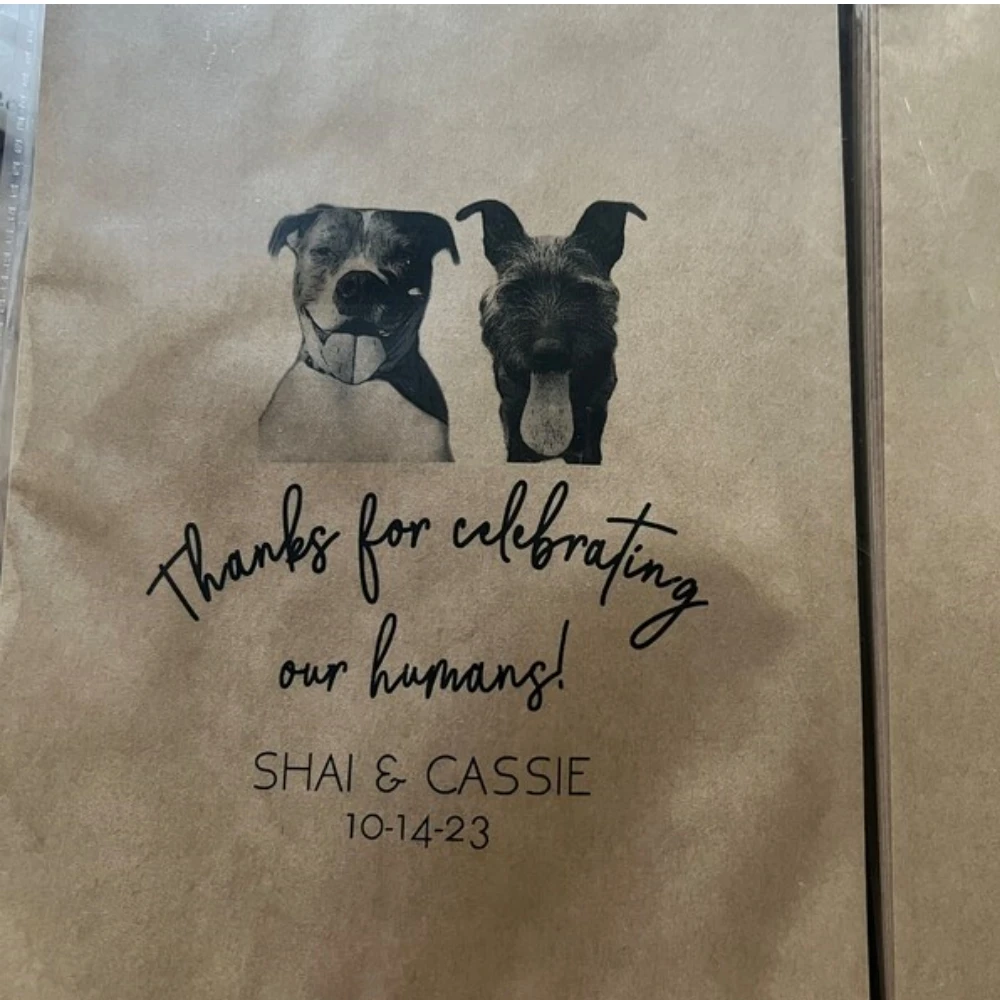 Thanks for celebrating
our humans!
SHAI & CASSIE
10-14-23